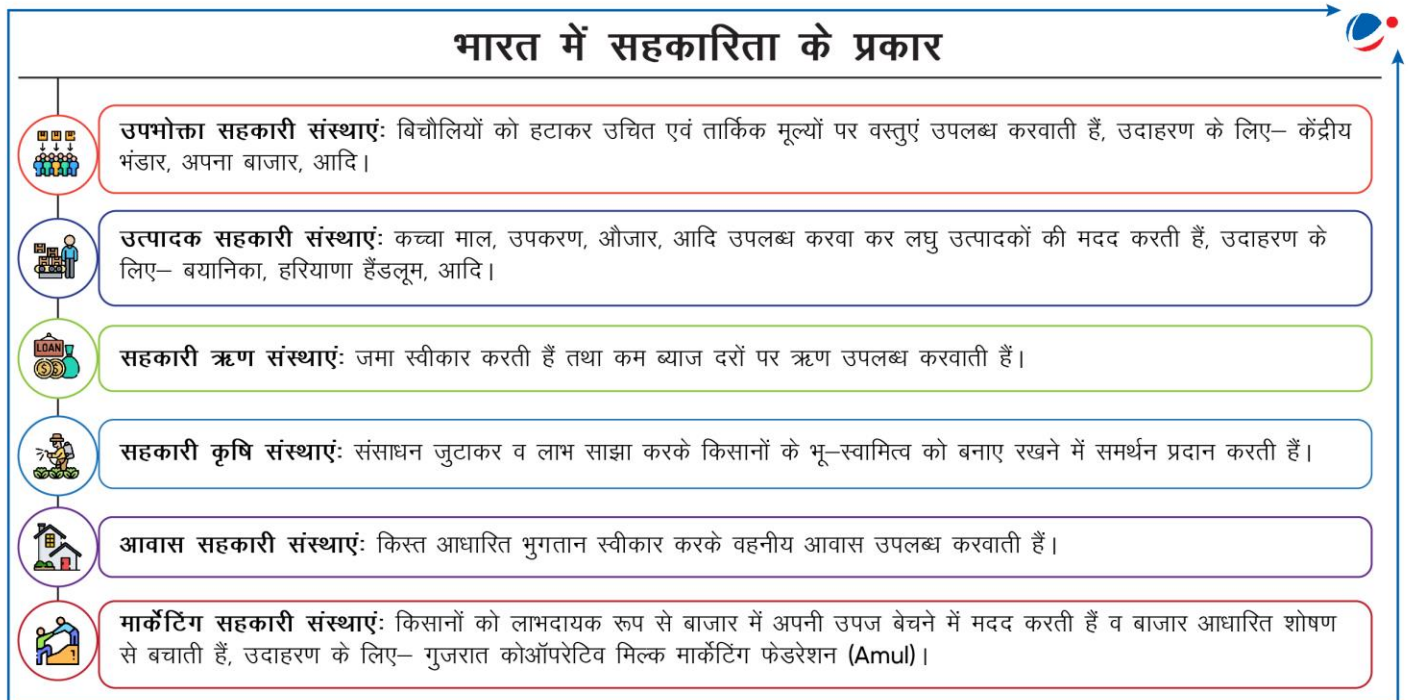 भारत में सहकारिता के प्रकार
उपभोक्ता सहकारी संस्थाएं: बिचौलियों को हटाकर उचित एवं तार्किक मूल्यों पर वस्तुएं उपलब्ध करवाती हैं, उदाहरण के लिए– केंद्रीय
भंडार, अपना बाजार, आदि।
उत्पादक सहकारी संस्थाएं: कच्चा माल, उपकरण, औजार, आदि उपलब्ध करवा कर लघु उत्पादकों की मदद करती हैं, उदाहरण के
लिए– बयानिका, हरियाणा हैंडलूम, आदि।
LOAN
सहकारी ऋण संस्थाएं: जमा स्वीकार करती हैं तथा कम ब्याज दरों पर ऋण उपलब्ध करवाती हैं।
सहकारी कृषि संस्थाएं: संसाधन जुटाकर व लाभ साझा करके किसानों के भू–स्वामित्व को बनाए रखने में समर्थन प्रदान करती हैं।
आवास सहकारी संस्थाएं: किस्त आधारित भुगतान स्वीकार करके वहनीय आवास उपलब्ध करवाती हैं।
मार्केटिंग सहकारी संस्थाएं: किसानों को लाभदायक रूप से बाजार में अपनी उपज बेचने में मदद करती हैं व बाजार आधारित शोषण
से बचाती हैं, उदाहरण के लिए– गुजरात कोऑपरेटिव मिल्क मार्केटिंग फेडरेशन (Amul)।